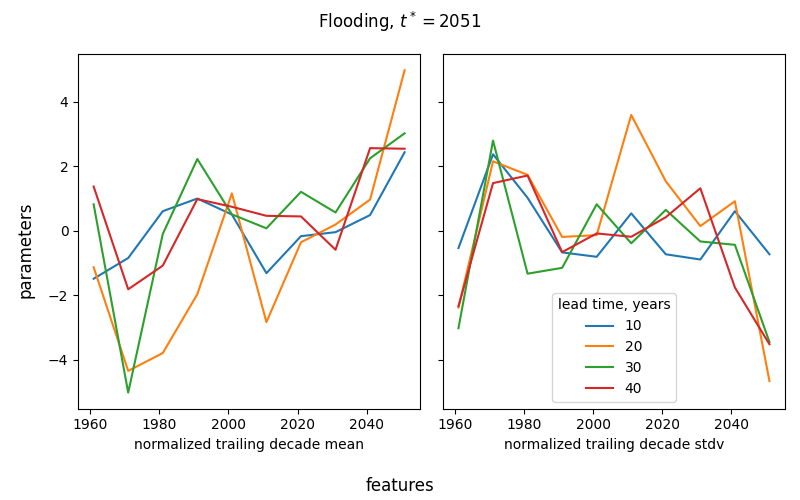 Flooding, t* = 2051
parameters
4
2
0
−2
−4
1960 1980 2000 2020 2040
normalized trailing decade mean
lead time, years
10
20
30
40
1960 1980 2000 2020 2040
normalized trailing decade stdv
features